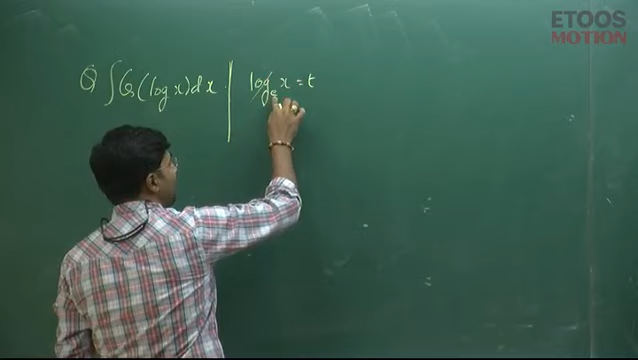 ETOOS
MOTION
Q ∫Cos(log x)dx | logₑ x = t